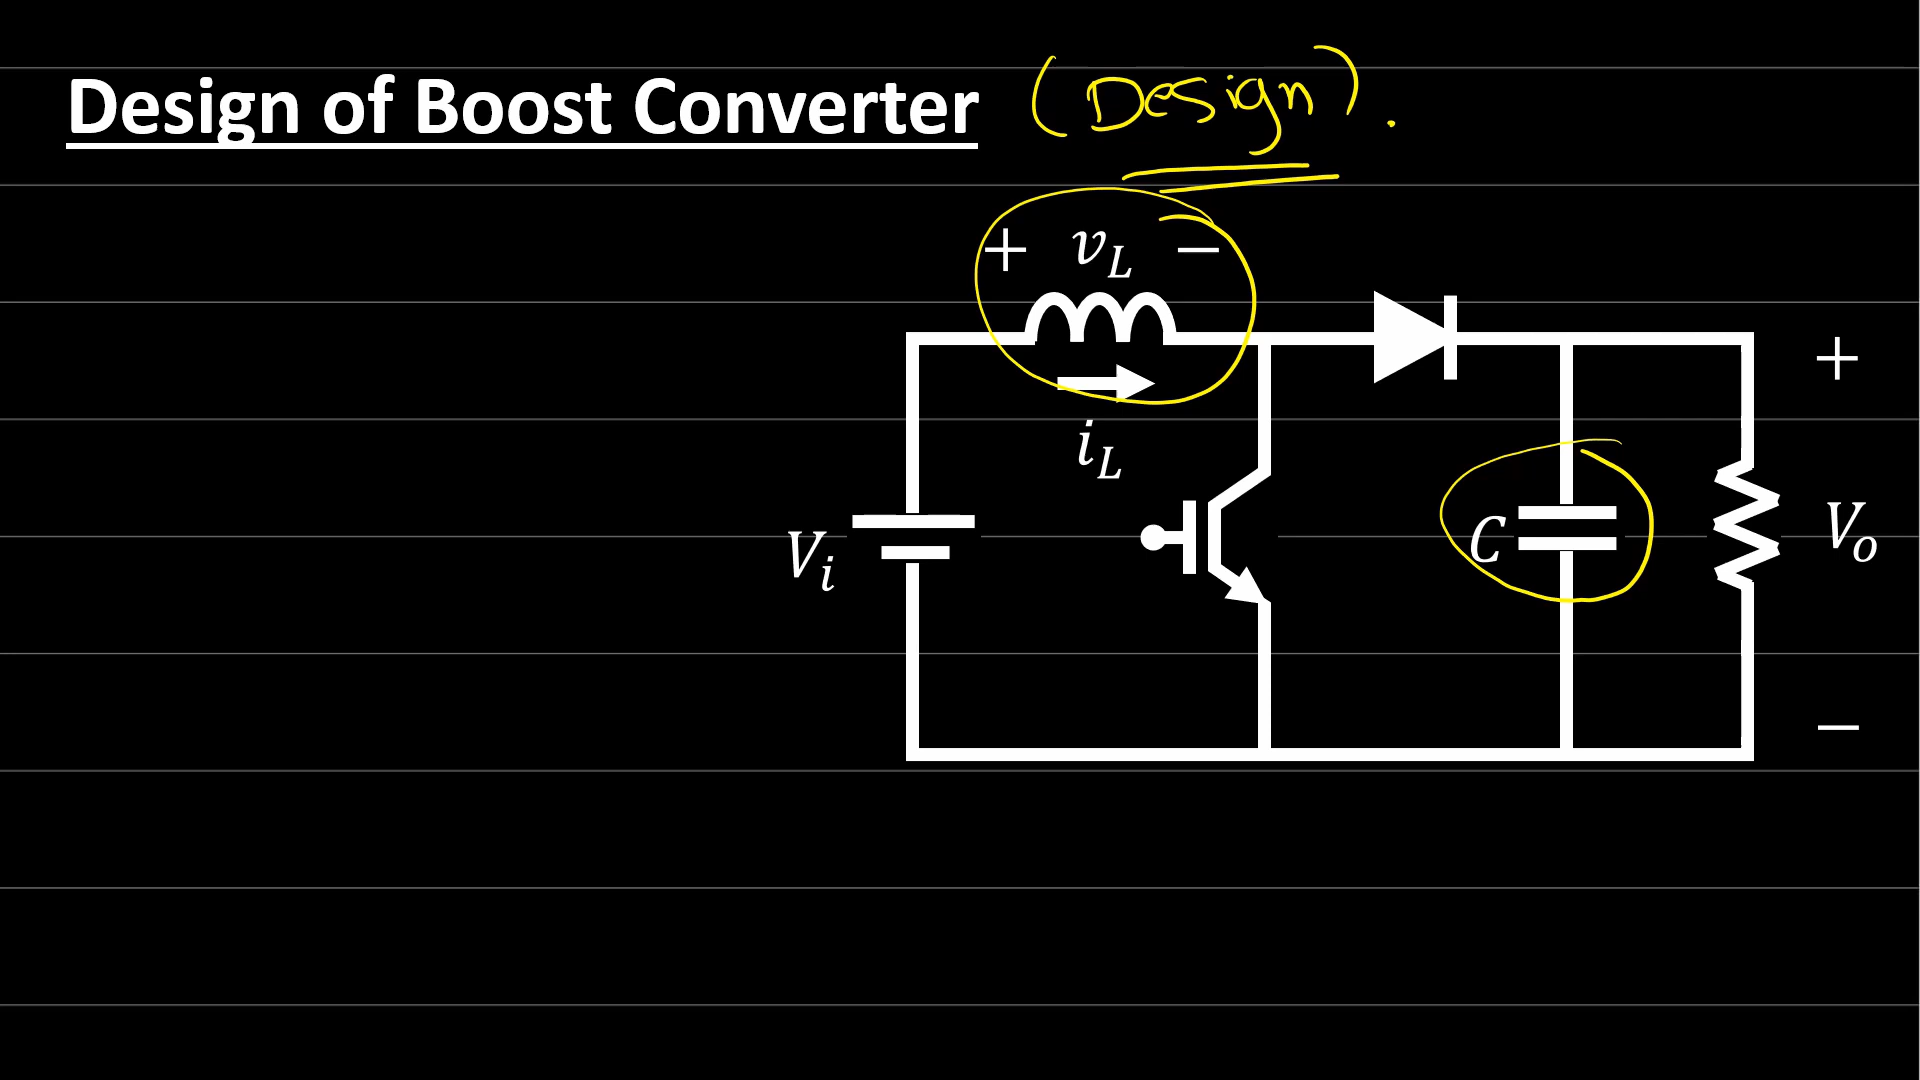 Design of Boost Converter (Design).
+ v_L −
i_L
+
V_i
C
V_o
−